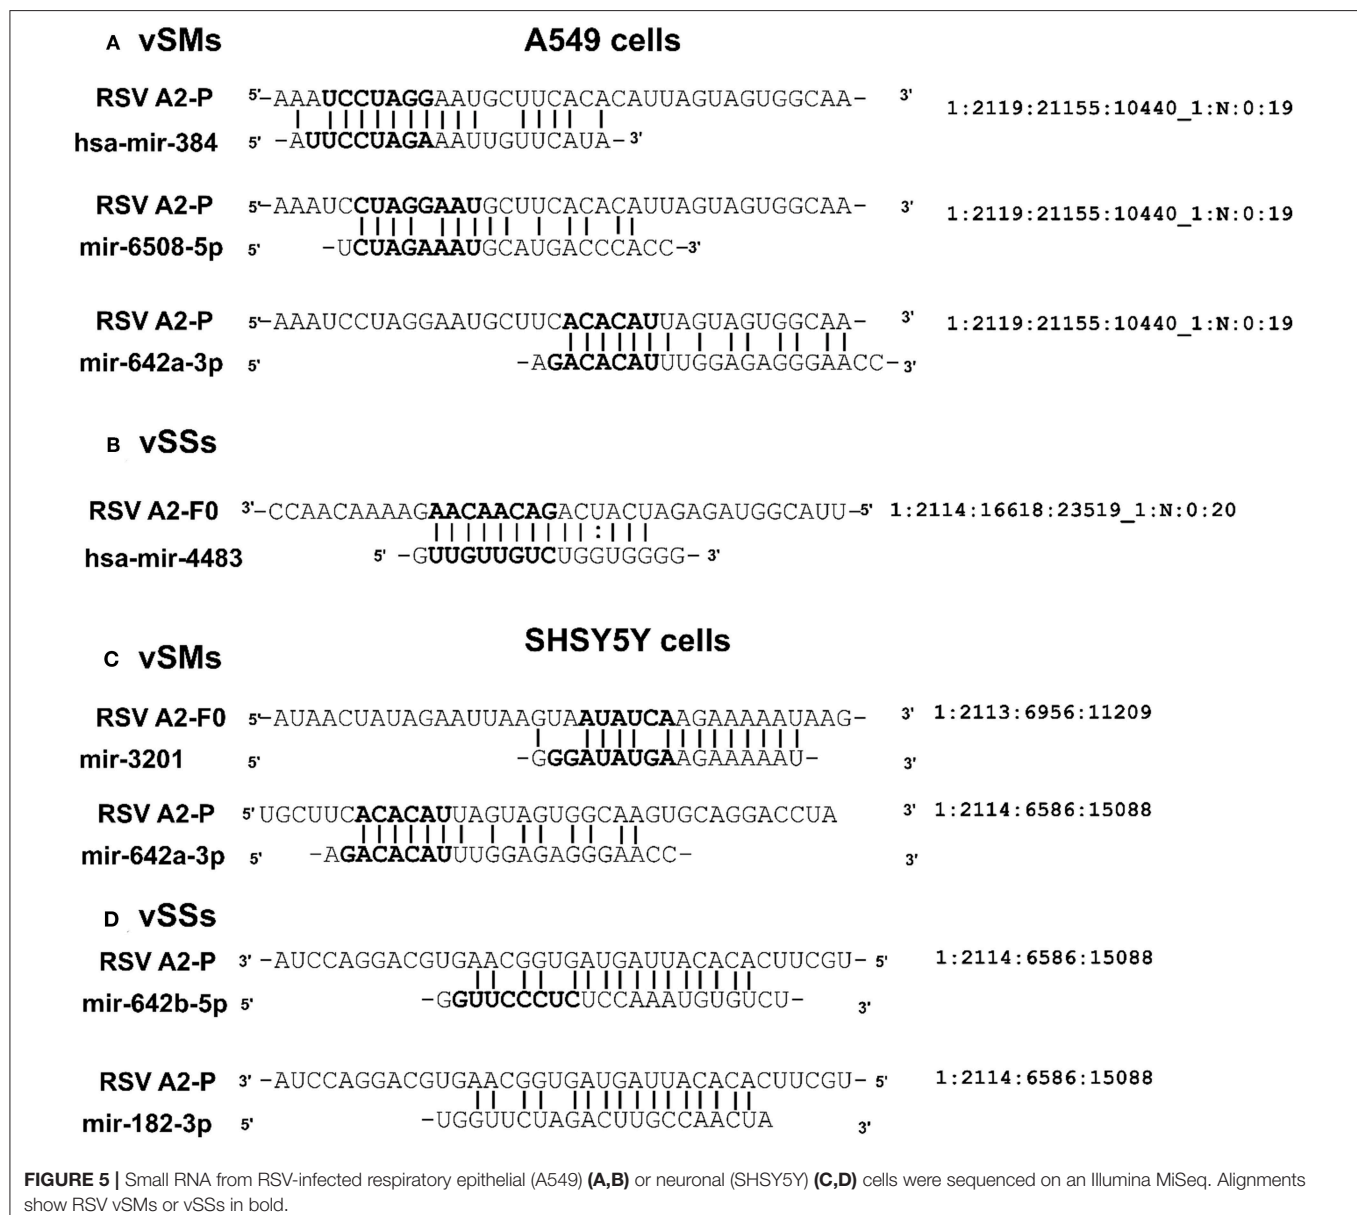 A vSMs A549 cells
RSV A2-P 5'-AAAUCCUAGGAAUGCUUCACACAUUAGUAGUGGCAA- 3' 1:2119:21155:10440_1:N:0:19
hsa-mir-384 5' -AUUCCUAGAAAUUGUUCAUA-3'
RSV A2-P 5'-AAAUCCUAGGAAUGCUUCACACAUUAGUAGUGGCAA- 3' 1:2119:21155:10440_1:N:0:19
mir-6508-5p 5' -UCUAGAAAUGCAUGACCCACC-3'
RSV A2-P 5'-AAAUCCUAGGAAUGCUUCACACAUUAGUAGUGGCAA- 3' 1:2119:21155:10440_1:N:0:19
mir-642a-3p 5' -AGACACAUUUGGAGAGGGAACC-3'
B vSSs
RSV A2-F0 3'-CCAACAAAAGAACAACAGACUACUAGAGAUGGCAUU-5' 1:2114:16618:23519_1:N:0:20
hsa-mir-4483 5' -GUUGUUGUCUGGUGGGG- 3'
SHSY5Y cells
C vSMs
RSV A2-F0 5'-AUAACUAUAGAAUUAAGUAAUAUCAAGAAAAAUAAG- 3' 1:2113:6956:11209
mir-3201 5' -GGGAUAUGAAGAAAAAU- 3'
RSV A2-P 5'UGCUUCACACAUUAGUAGUGGCAAGUGCAGGACCUA 3' 1:2114:6586:15088
mir-642a-3p 5' -AGACACAUUUGGAGAGGGAACC- 3'
D vSSs
RSV A2-P 3' -AUCCAGGACGUGAACGGUGAUGAUUACACACUUCGU- 5' 1:2114:6586:15088
mir-642b-5p 5' -GGUUCCCUCUCCAAAUGUGUCU- 3'
RSV A2-P 3' -AUCCAGGACGUGAACGGUGAUGAUUACACACUUCGU- 5' 1:2114:6586:15088
mir-182-3p 5' -UGGUUCUAGACUUGCCAACUA 3'
FIGURE 5 | Small RNA from RSV-infected respiratory epithelial (A549) (A,B) or neuronal (SHSY5Y) (C,D) cells were sequenced on an Illumina MiSeq. Alignments
show RSV vSMs or vSSs in bold.